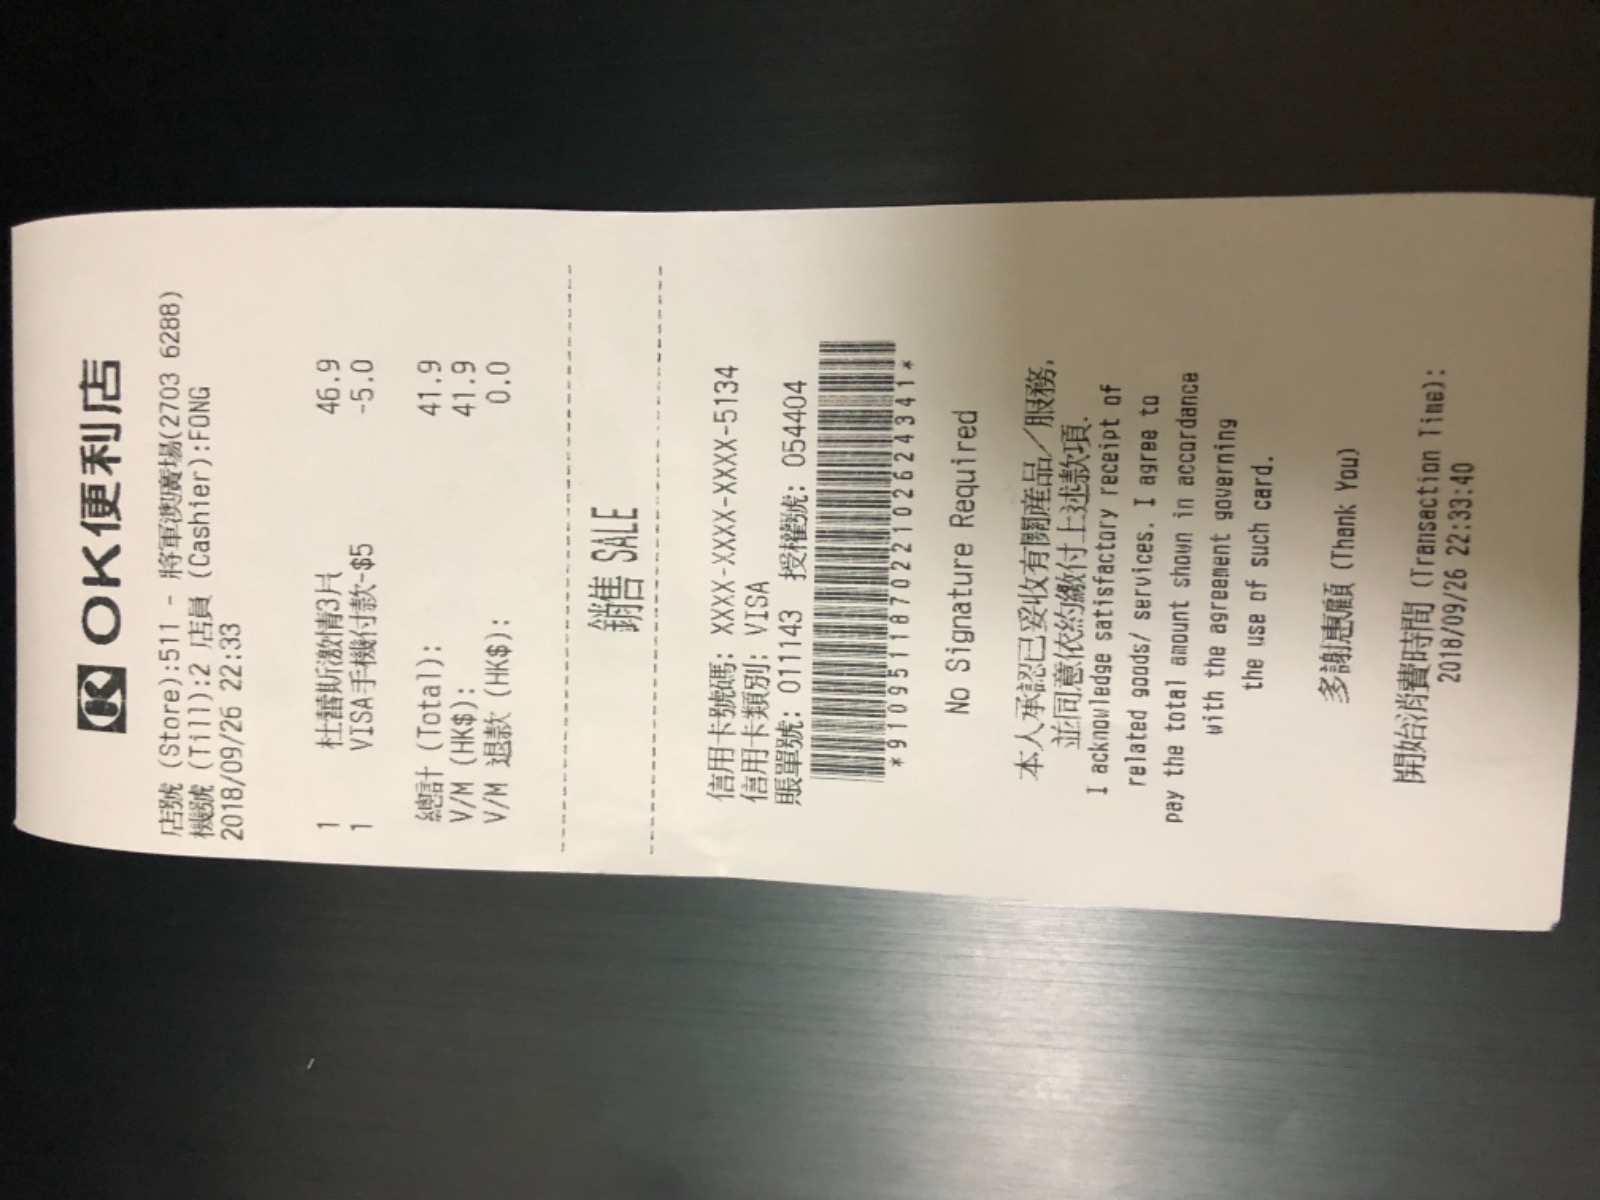 OK便利店
店號 (Store):511 - 將軍澳廣場(2703 6288)
機號 (Till):2 店員 (Cashier):FONG
2018/09/26 22:33
1 杜蕾斯激情3片 46.9
1 VISA手機付款-$5 -5.0
總計 (Total): 41.9
V/M (HK$): 41.9
V/M 退款 (HK$): 0.0
銷售 SALE
信用卡號碼: XXXX-XXXX-XXXX-5134
信用卡類別: VISA
賬單號: 011143 授權號: 054404
*910951187022102624341*
No Signature Required
本人承認已妥收有關産品／服務,
並同意依約繳付上述款項.
I acknowledge satisfactory receipt of
related goods/ services. I agree to
pay the total amount shown in accordance
with the agreement governing
the use of such card.
多謝惠顧 (Thank You)
開始消費時間 (Transaction Time):
2018/09/26 22:33:40